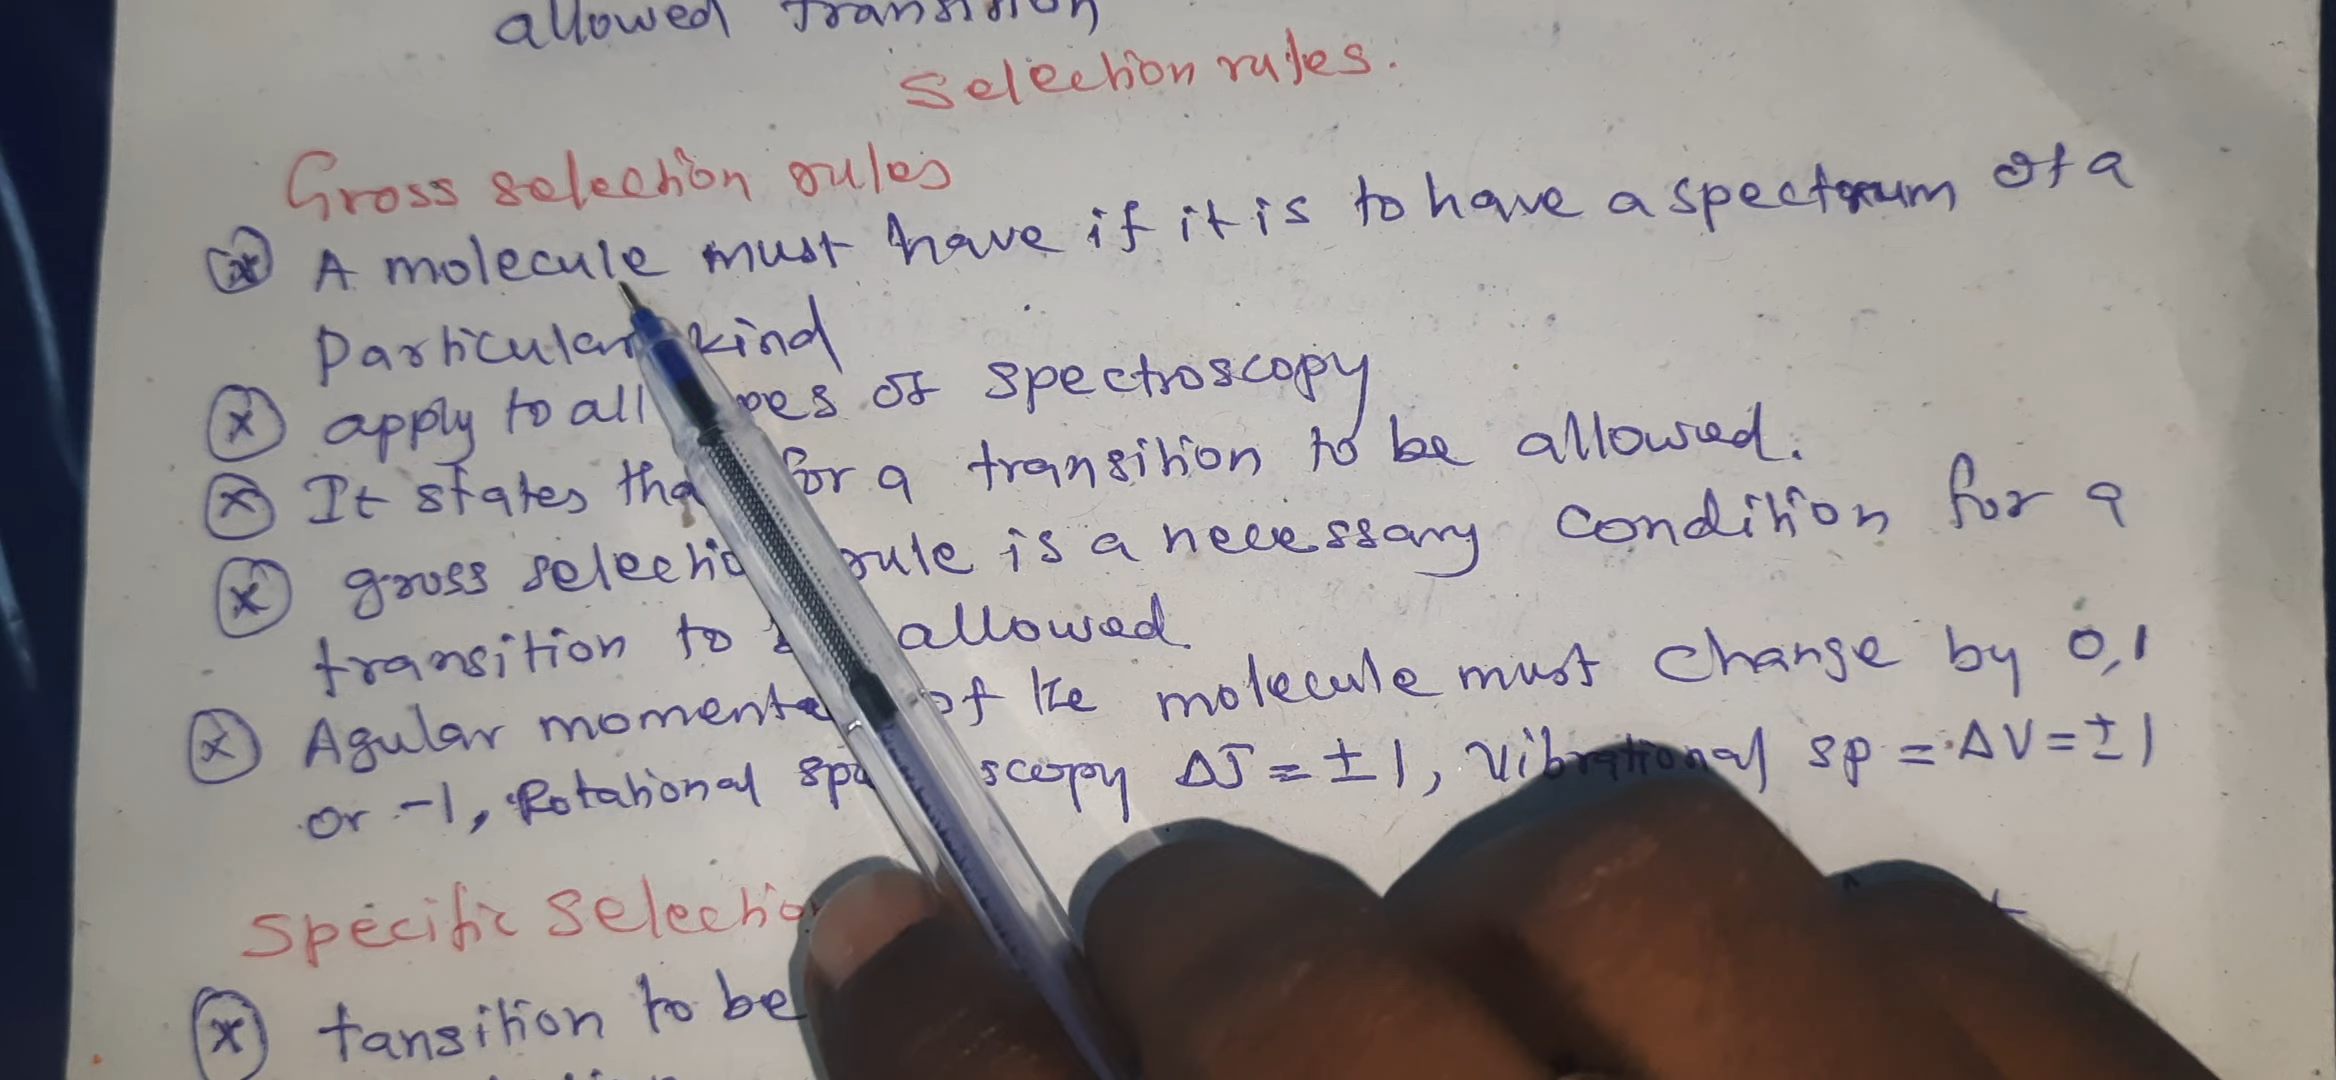 allowed transition
Selection rules.
Gross selection rules
A molecule must have if it is to have a spectrum of a
Particular kind
apply to all of spectroscopy
It states for a transition to be allowed.
gross rule is a necessary condition for a
transition to allowed
Agular of the molecule must change by 0,1
or -1, Rotational ΔJ = ±1, Vibrational sp = ΔV = ±1
Specific
tansition to be